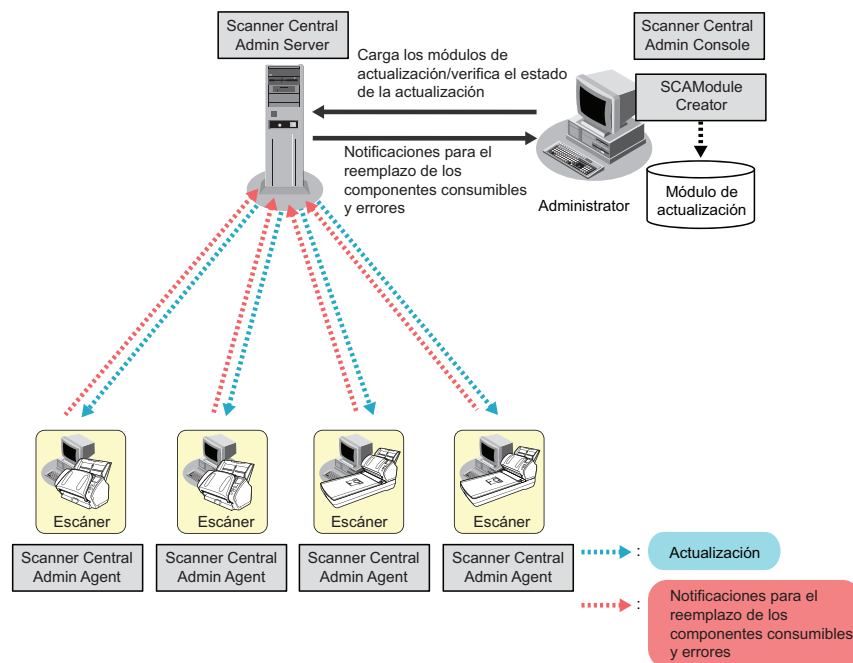 Scanner Central
Admin Server
Scanner Central
Admin Console
Carga los módulos de
actualización/verifica el estado
de la actualización
SCAModule
Creator
Notificaciones para el
reemplazo de los
componentes consumibles
y errores
Administrator
Módulo de
actualización
Escáner
Escáner
Escáner
Escáner
Scanner Central
Admin Agent
Scanner Central
Admin Agent
Scanner Central
Admin Agent
Scanner Central
Admin Agent
: Actualización
: Notificaciones para el
reemplazo de los
componentes consumibles
y errores